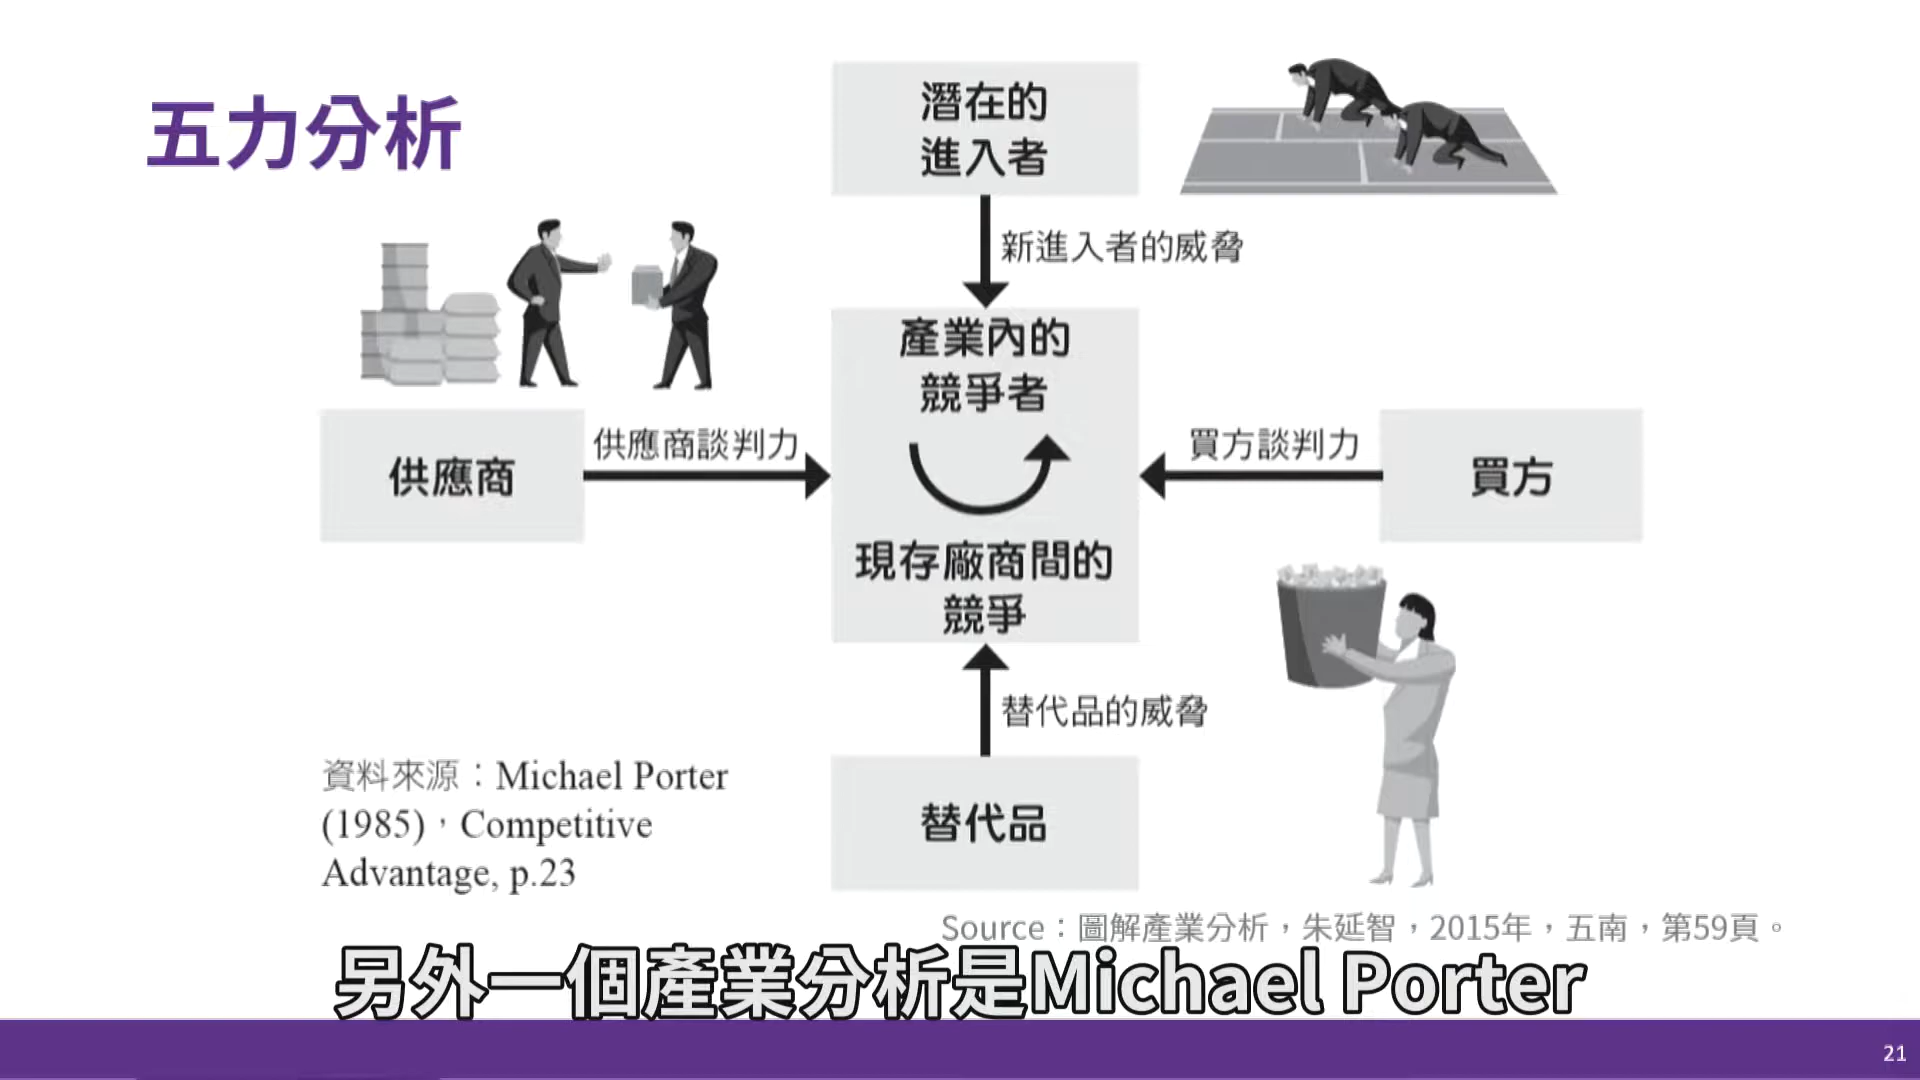 五力分析
潛在的
進入者
新進入者的威脅
產業內的
競爭者
供應商
供應商談判力
買方談判力
買方
現存廠商間的
競爭
替代品的威脅
替代品
資料來源：Michael Porter
(1985)，Competitive
Advantage, p.23
Source：圖解產業分析，朱延智，2015年，五南，第59頁。
另外一個產業分析是Michael Porter
21